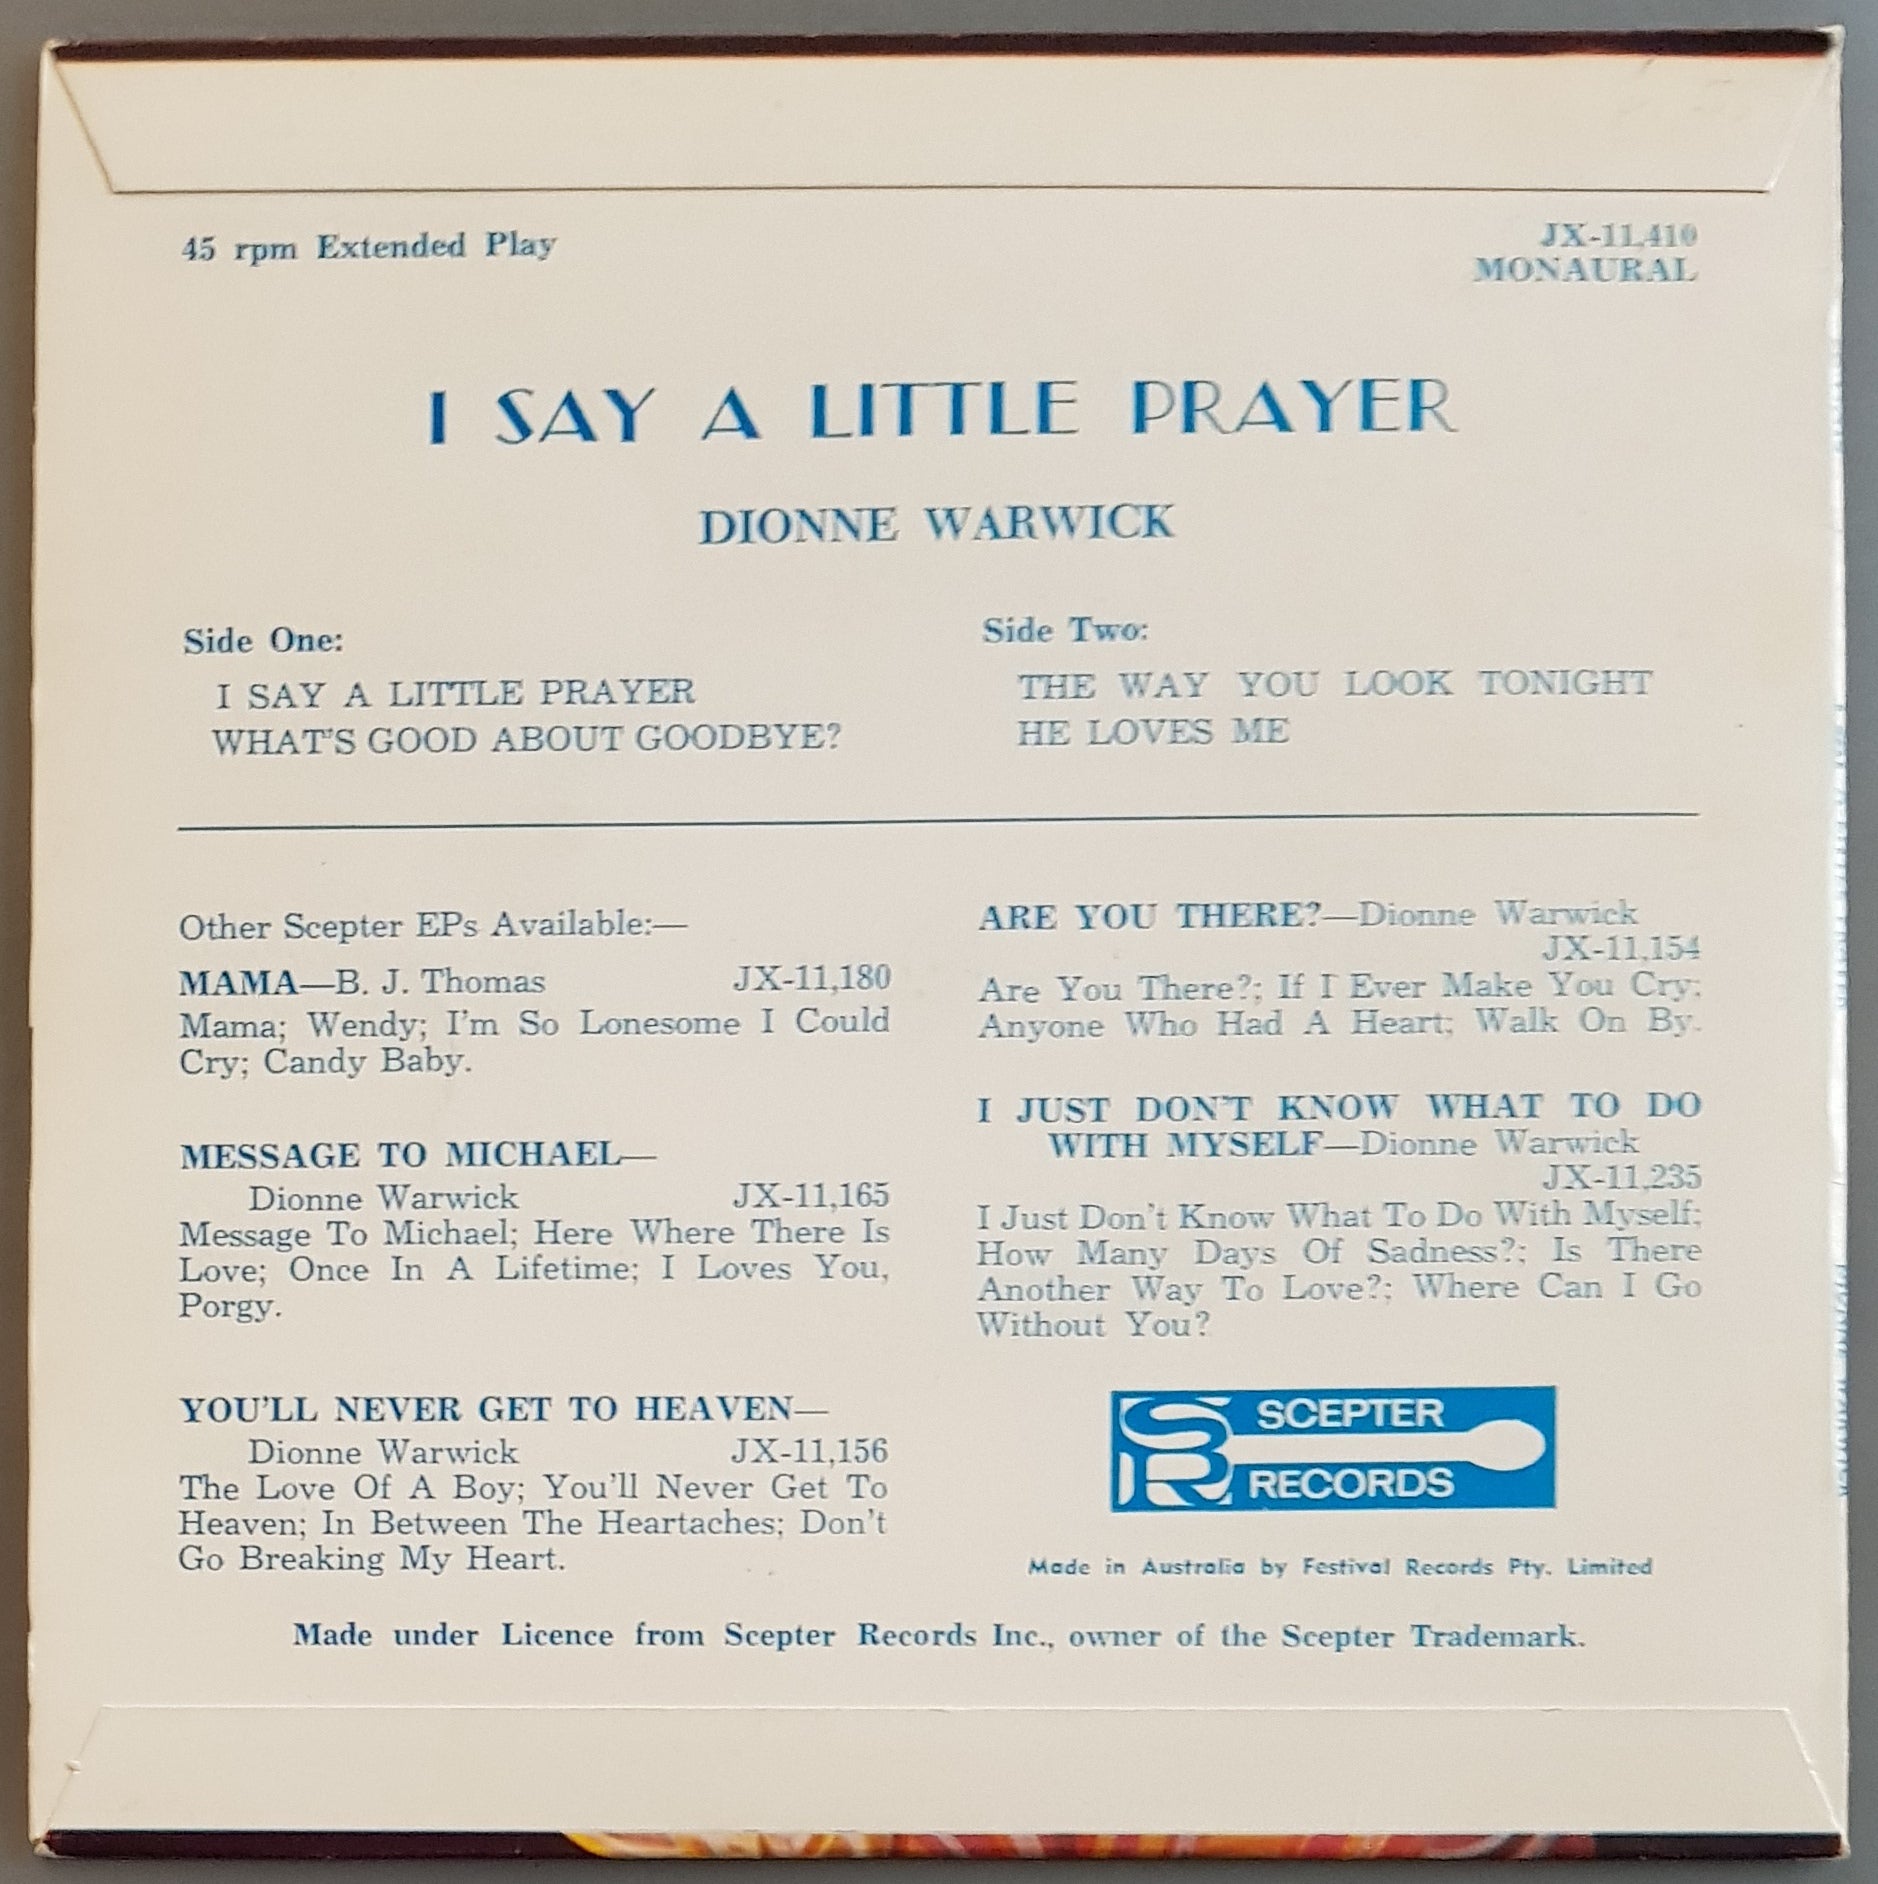 45 rpm Extended Play
JX-11,410
MONAURAL
I SAY A LITTLE PRAYER
DIONNE WARWICK
Side One:
I SAY A LITTLE PRAYER
WHAT'S GOOD ABOUT GOODBYE?
Side Two:
THE WAY YOU LOOK TONIGHT
HE LOVES ME
Other Scepter EPs Available:—
MAMA—B. J. Thomas JX-11,180
Mama; Wendy; I'm So Lonesome I Could
Cry; Candy Baby.
MESSAGE TO MICHAEL—
Dionne Warwick JX-11,165
Message To Michael; Here Where There Is
Love; Once In A Lifetime; I Loves You,
Porgy.
YOU'LL NEVER GET TO HEAVEN—
Dionne Warwick JX-11,156
The Love Of A Boy; You'll Never Get To
Heaven; In Between The Heartaches; Don't
Go Breaking My Heart.
ARE YOU THERE?—Dionne Warwick
JX-11,154
Are You There?; If I Ever Make You Cry;
Anyone Who Had A Heart; Walk On By.
I JUST DON'T KNOW WHAT TO DO
WITH MYSELF—Dionne Warwick
JX-11,235
I Just Don't Know What To Do With Myself;
How Many Days Of Sadness?; Is There
Another Way To Love?; Where Can I Go
Without You?
SR SCEPTER
RECORDS
Made in Australia by Festival Records Pty. Limited
Made under Licence from Scepter Records Inc., owner of the Scepter Trademark.